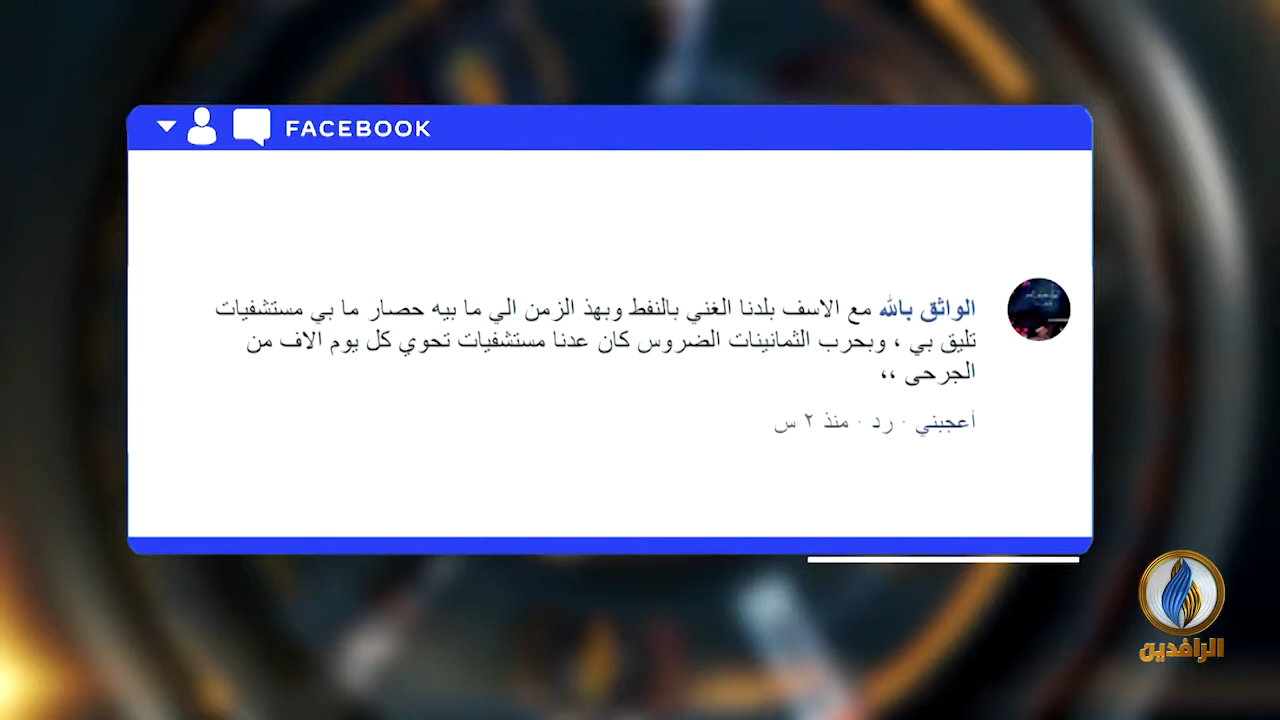 FACEBOOK
الواثق بالله مع الاسف بلدنا الغني بالنفط وبهذ الزمن الي ما بيه حصار ما بي مستشفيات
تليق بي ، وبحرب الثمانينات الضروس كان عدنا مستشفيات تحوي كل يوم الاف من
الجرحى ،،
أعجبني · رد · منذ ٢ س
الرافدين